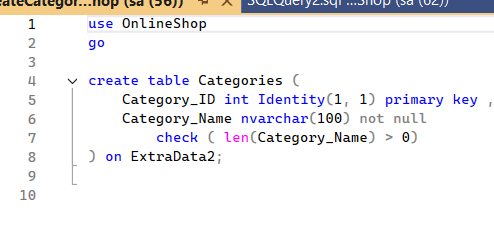 eateCategor...hop (sa (56))
SQLQuery2.sql ...Shop (sa (62))
1 use OnlineShop
2 go
3
4 create table Categories (
5 Category_ID int Identity(1, 1) primary key ,
6 Category_Name nvarchar(100) not null
7 check ( len(Category_Name) > 0)
8 ) on ExtraData2;
9
10